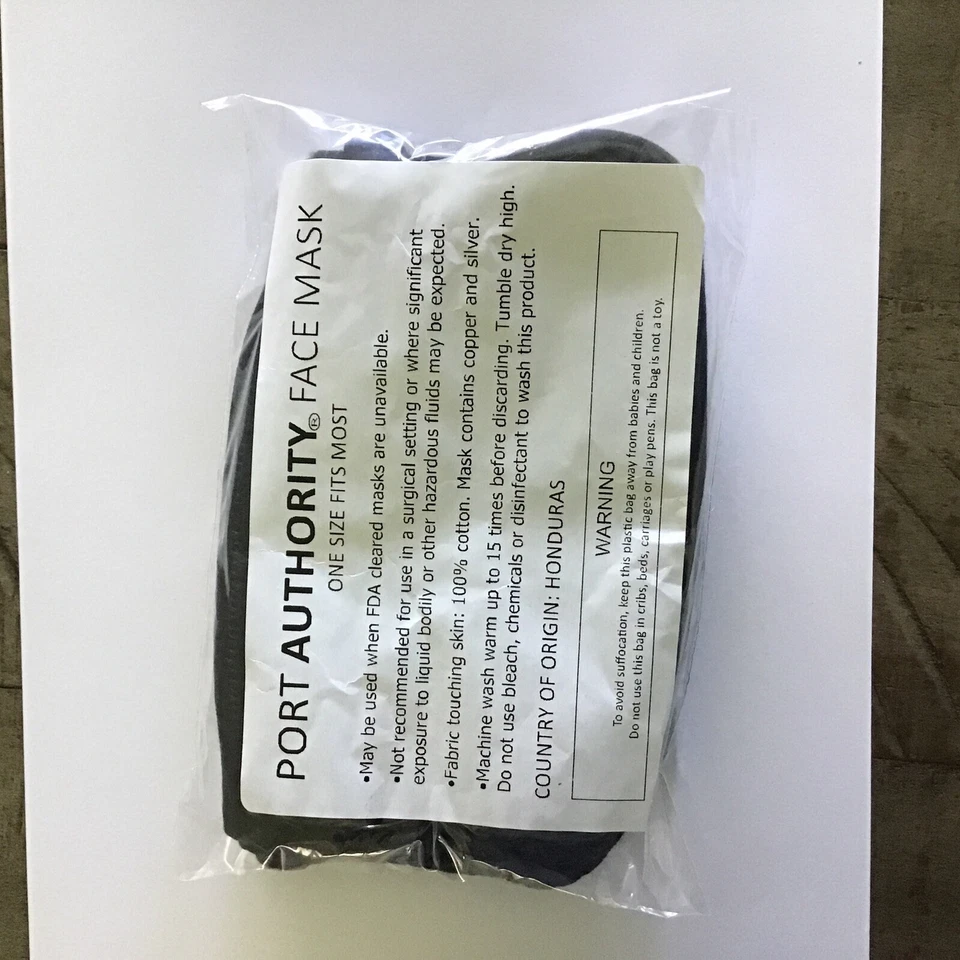 PORT AUTHORITY® FACE MASK
ONE SIZE FITS MOST
•May be used when FDA cleared masks are unavailable.
•Not recommended for use in a surgical setting or where significant
exposure to liquid bodily or other hazardous fluids may be expected.
•Fabric touching skin: 100% cotton. Mask contains copper and silver.
•Machine wash warm up to 15 times before discarding. Tumble dry high.
Do not use bleach, chemicals or disinfectant to wash this product.
COUNTRY OF ORIGIN: HONDURAS
WARNING
To avoid suffocation, keep this plastic bag away from babies and children.
Do not use this bag in cribs, beds, carriages or play pens. This bag is not a toy.